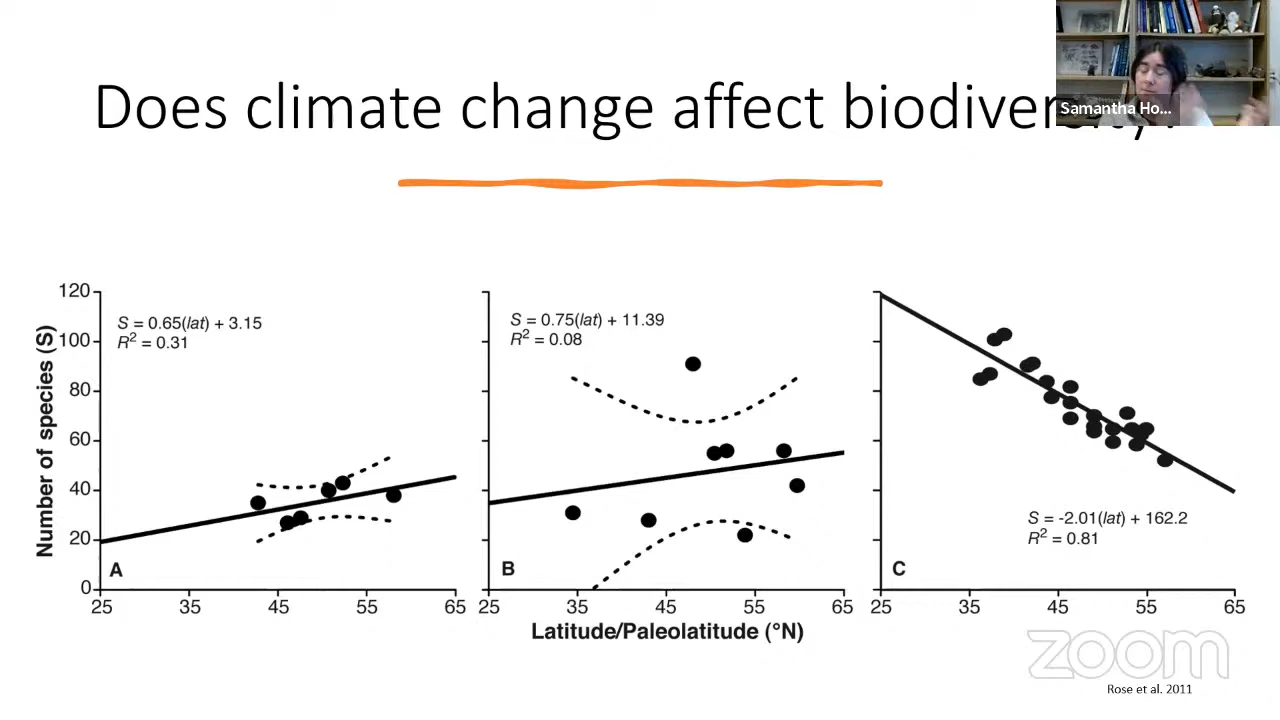 Does climate change affect biodiversity?
Samantha Ho...
120
100
80
60
40
20
0
Number of species (S)
S = 0.65(lat) + 3.15
R² = 0.31
A
25 35 45 55 65
S = 0.75(lat) + 11.39
R² = 0.08
B
25 35 45 55 65
S = -2.01(lat) + 162.2
R² = 0.81
C
25 35 45 55 65
Latitude/Paleolatitude (°N)
zoom
Rose et al. 2011